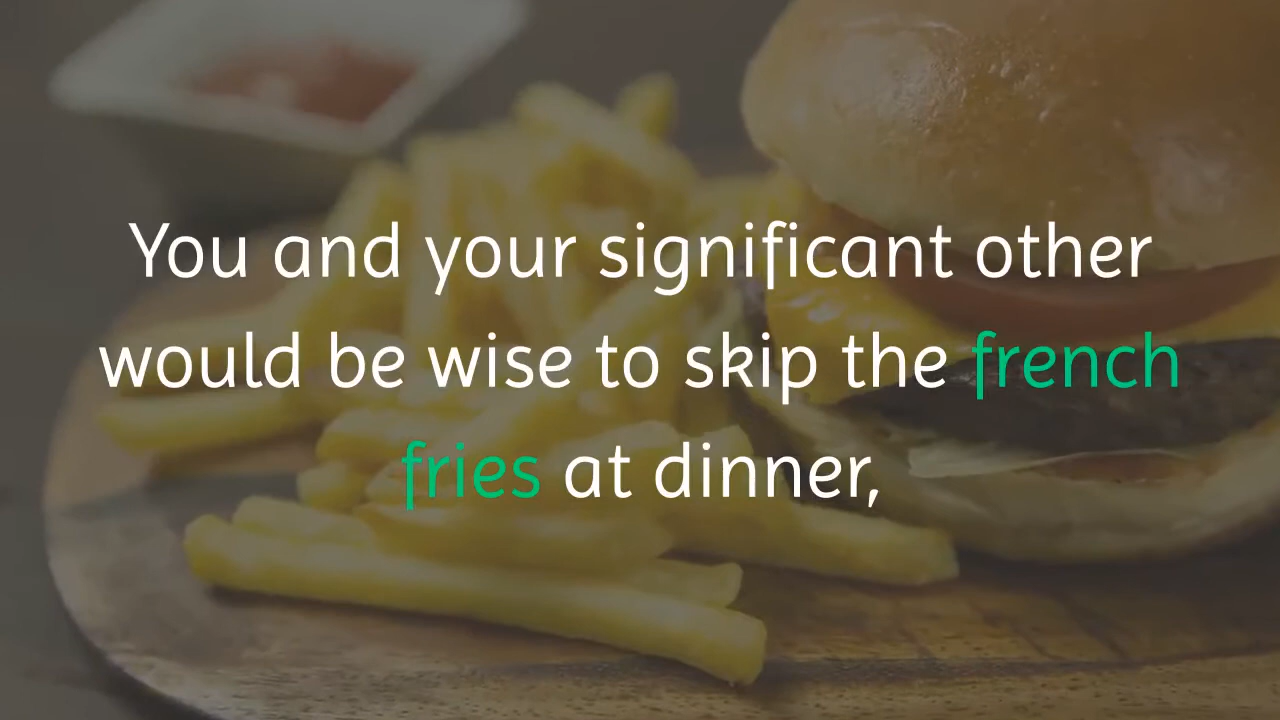 You and your significant other
would be wise to skip the french
fries at dinner,